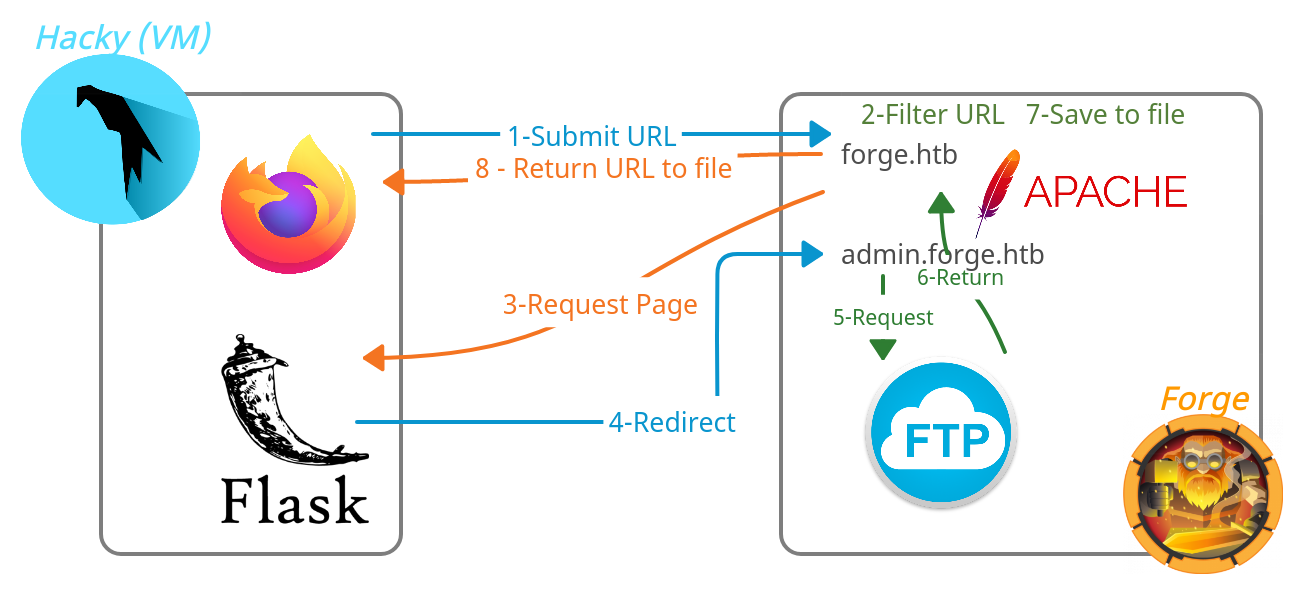 Hacky (VM)
2-Filter URL 7-Save to file
1-Submit URL
forge.htb
8 - Return URL to file
APACHE
admin.forge.htb
6-Return
3-Request Page
5-Request
Forge
4-Redirect
FTP
Flask